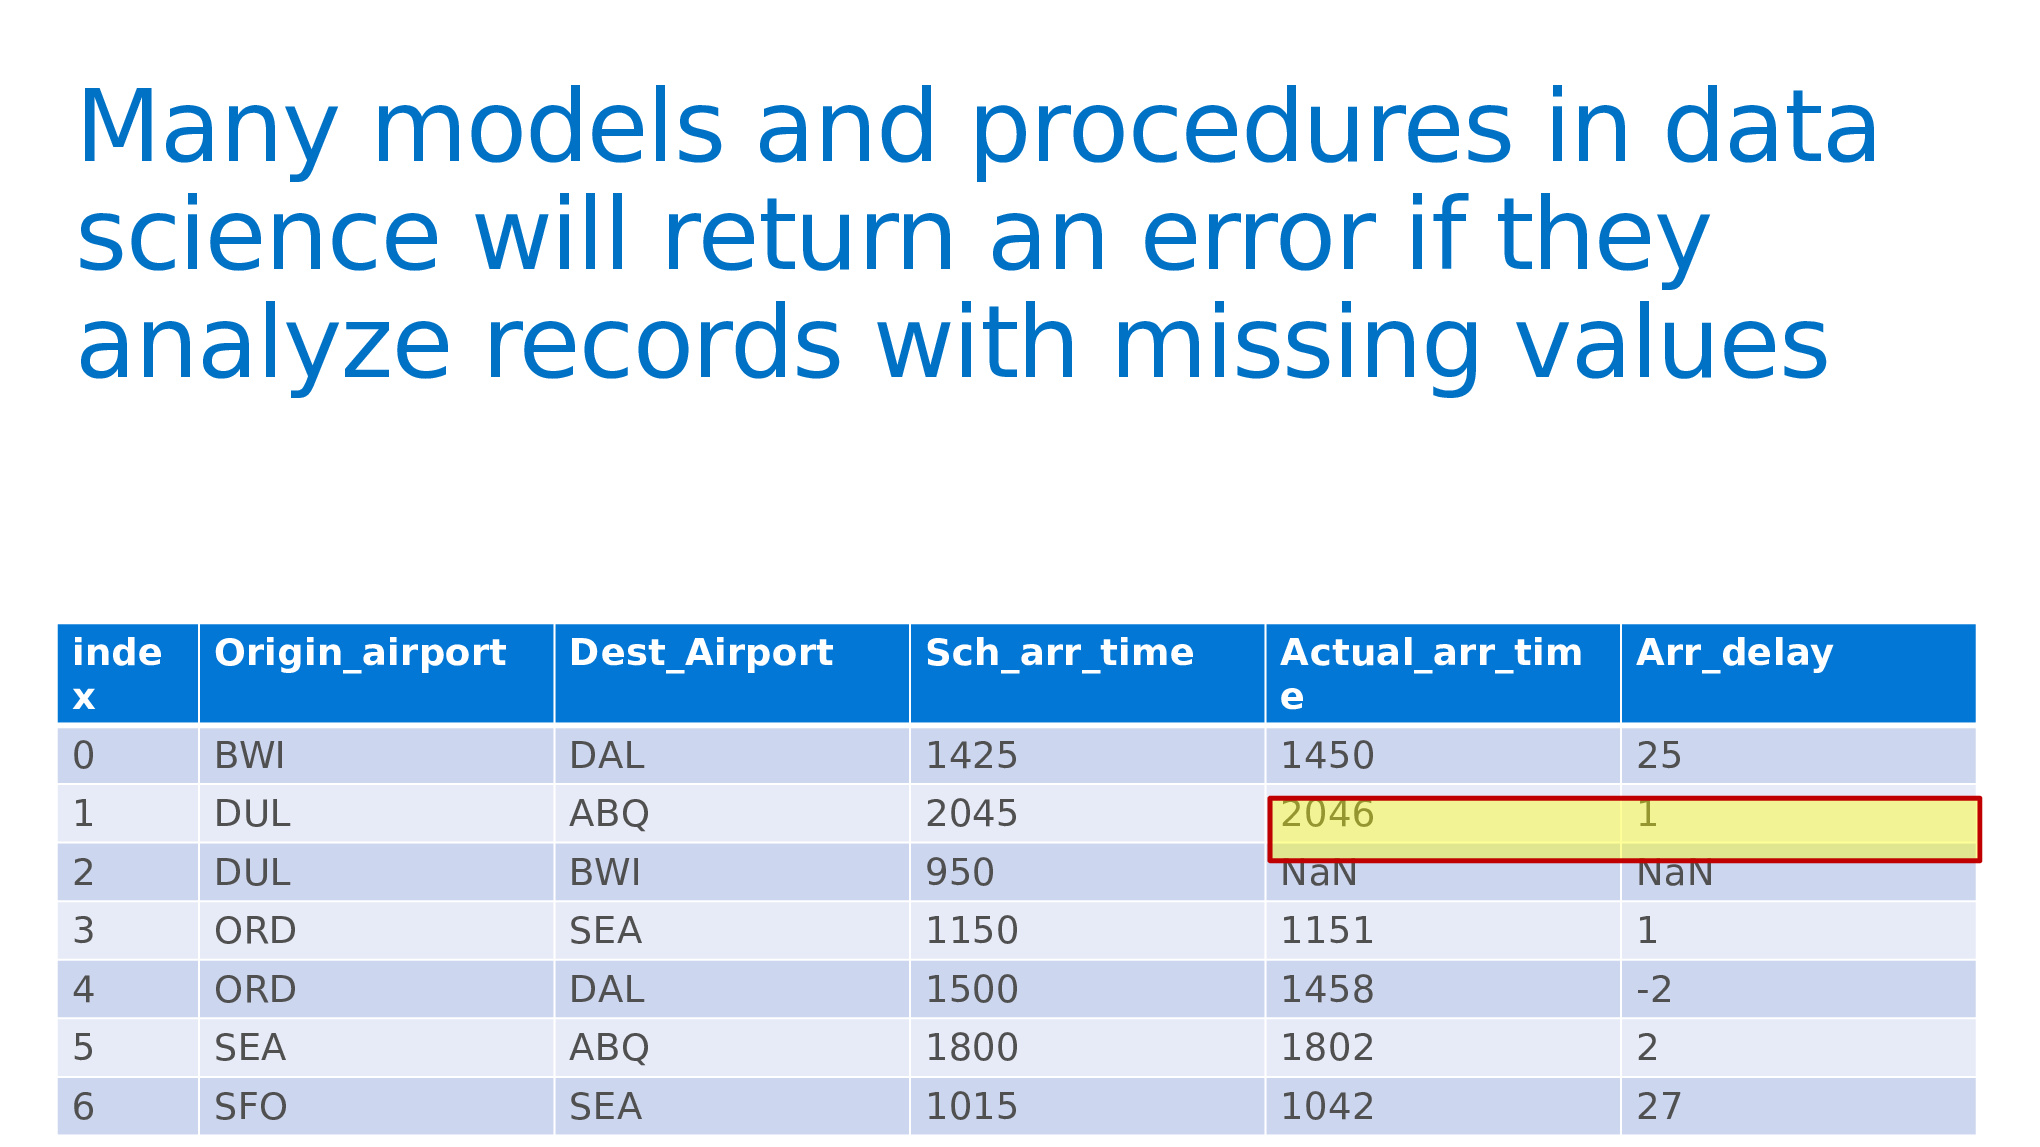 Many models and procedures in data
science will return an error if they
analyze records with missing values
inde
x Origin_airport Dest_Airport Sch_arr_time Actual_arr_tim
e Arr_delay
0 BWI DAL 1425 1450 25
1 DUL ABQ 2045 2046 1
2 DUL BWI 950 NaN NaN
3 ORD SEA 1150 1151 1
4 ORD DAL 1500 1458 -2
5 SEA ABQ 1800 1802 2
6 SFO SEA 1015 1042 27